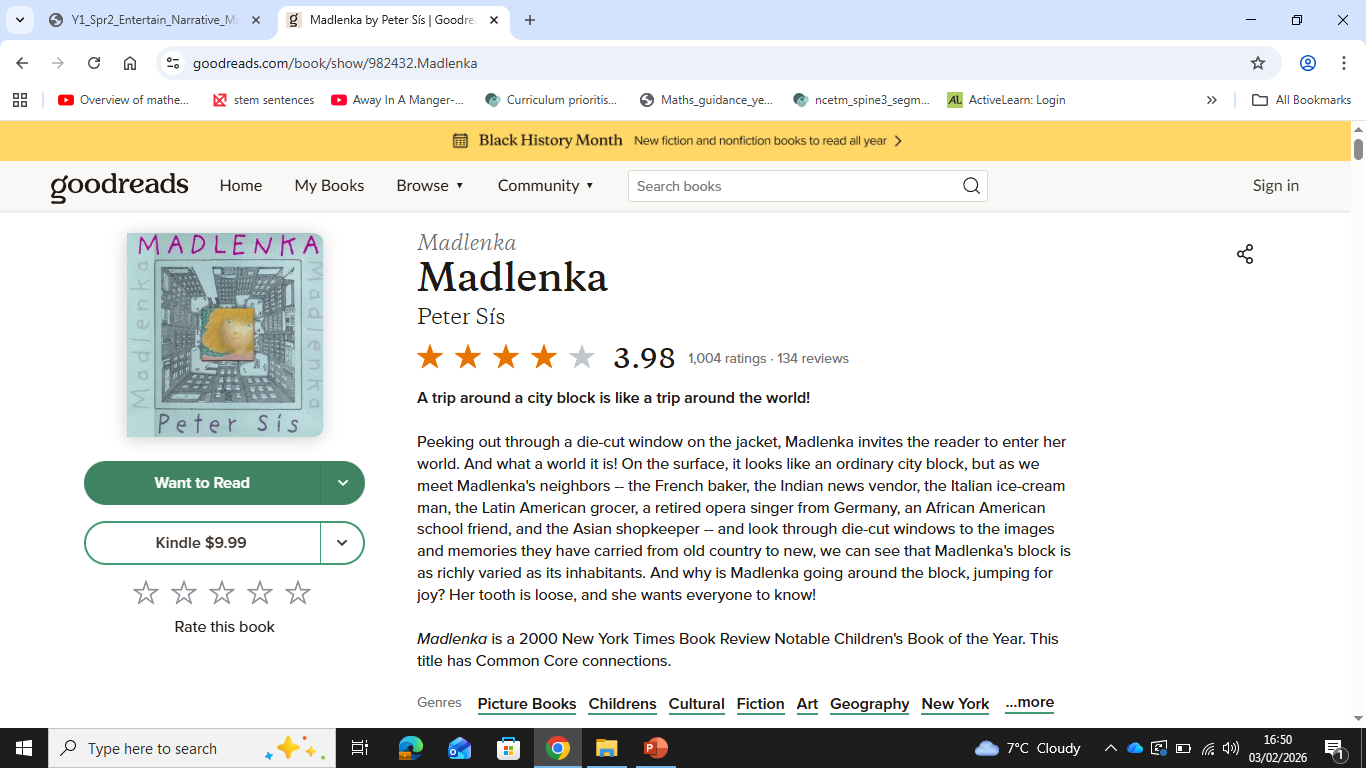 Y1_Spr2_Entertain_Narrative_Ma
Madlenka by Peter Sís | Goodrea
goodreads.com/book/show/982432.Madlenka
Overview of mathe...
stem sentences
Away In A Manger-...
Curriculum prioritis...
Maths_guidance_ye...
ncetm_spine3_segm...
ActiveLearn: Login
All Bookmarks
Black History Month New fiction and nonfiction books to read all year
goodreads
Home
My Books
Browse
Community
Search books
Sign in
MADLENKA
Madlenka
Madlenka
Peter Sís
Madlenka
Madlenka
Peter Sís
3.98 1,004 ratings · 134 reviews
A trip around a city block is like a trip around the world!
Peeking out through a die-cut window on the jacket, Madlenka invites the reader to enter her
world. And what a world it is! On the surface, it looks like an ordinary city block, but as we
meet Madlenka's neighbors -- the French baker, the Indian news vendor, the Italian ice-cream
man, the Latin American grocer, a retired opera singer from Germany, an African American
school friend, and the Asian shopkeeper -- and look through die-cut windows to the images
and memories they have carried from old country to new, we can see that Madlenka's block is
as richly varied as its inhabitants. And why is Madlenka going around the block, jumping for
joy? Her tooth is loose, and she wants everyone to know!
Madlenka is a 2000 New York Times Book Review Notable Children's Book of the Year. This
title has Common Core connections.
Genres Picture Books Childrens Cultural Fiction Art Geography New York ...more
Want to Read
Kindle $9.99
Rate this book
Type here to search
7°C Cloudy
16:50
03/02/2026
1